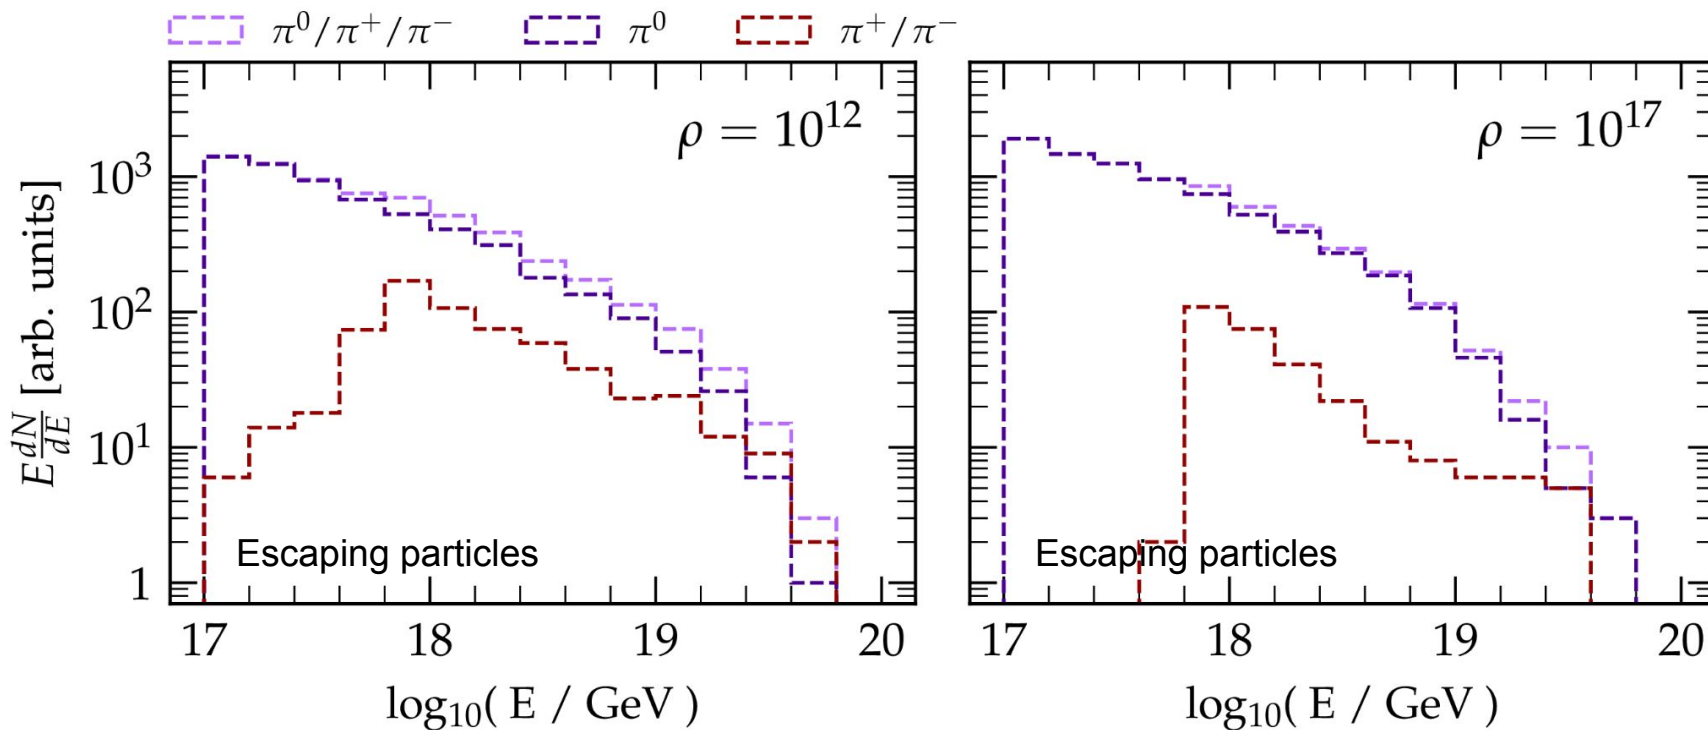 π⁰/π⁺/π⁻ π⁰ π⁺/π⁻
ρ = 10¹²
ρ = 10¹⁷
E dN/dE [arb. units]
10³
10²
10¹
1
Escaping particles
Escaping particles
17 18 19 20
17 18 19 20
log₁₀( E / GeV )
log₁₀( E / GeV )